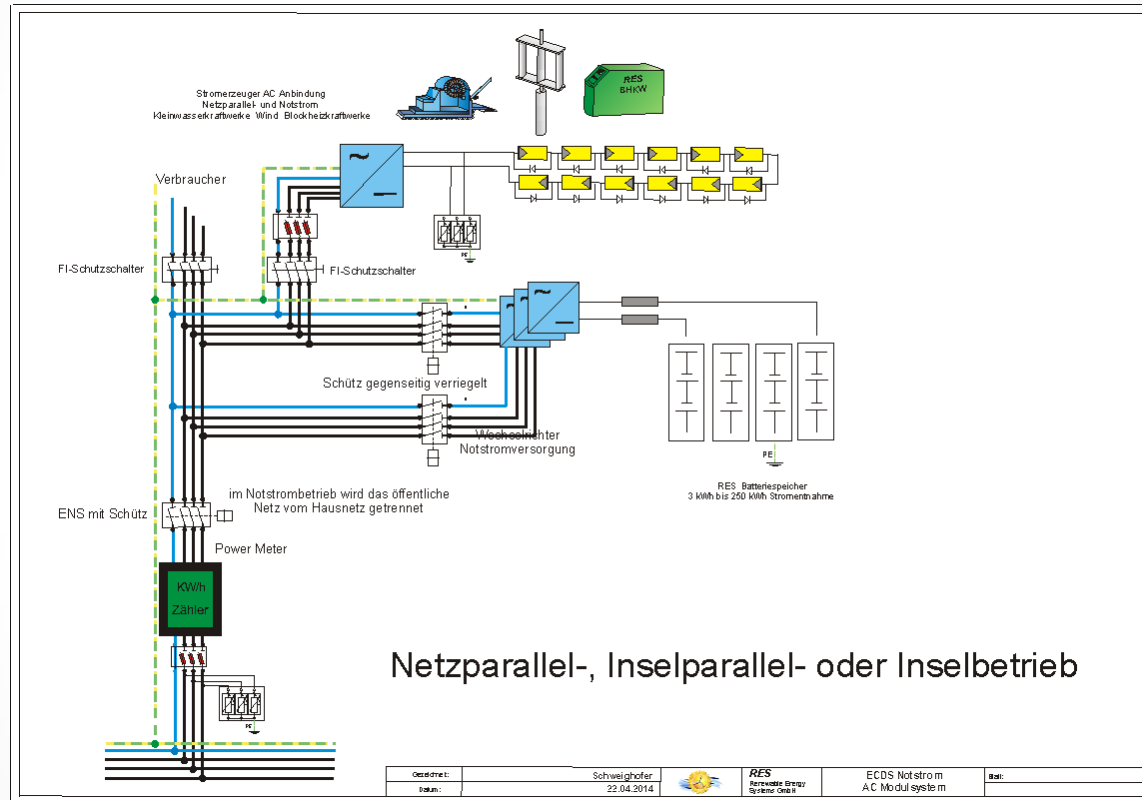 Stromerzeuger AC Anbindung
Netzparallel- und Notstrom
Kleinwasserkraftwerke Wind Blockheizkraftwerke
RES
BHKW
Verbraucher
PE
FI-Schutzschalter
FI-Schutzschalter
Schütz gegenseitig verriegelt
Wechselrichter
Notstromversorgung
PE
RES Batteriespeicher
3 kWh bis 250 kWh Stromentnahme
im Notstrombetrieb wird das öffentliche
Netz vom Hausnetz getrennet
ENS mit Schütz
Power Meter
KW/h
Zähler
Netzparallel-, Inselparallel- oder Inselbetrieb
PE
Gezeichnet:
Schweighofer
Datum:
22.04.2014
RES
Renewable Energy
Systems GmbH
ECDS Notstrom
AC Modulsystem
Blatt: